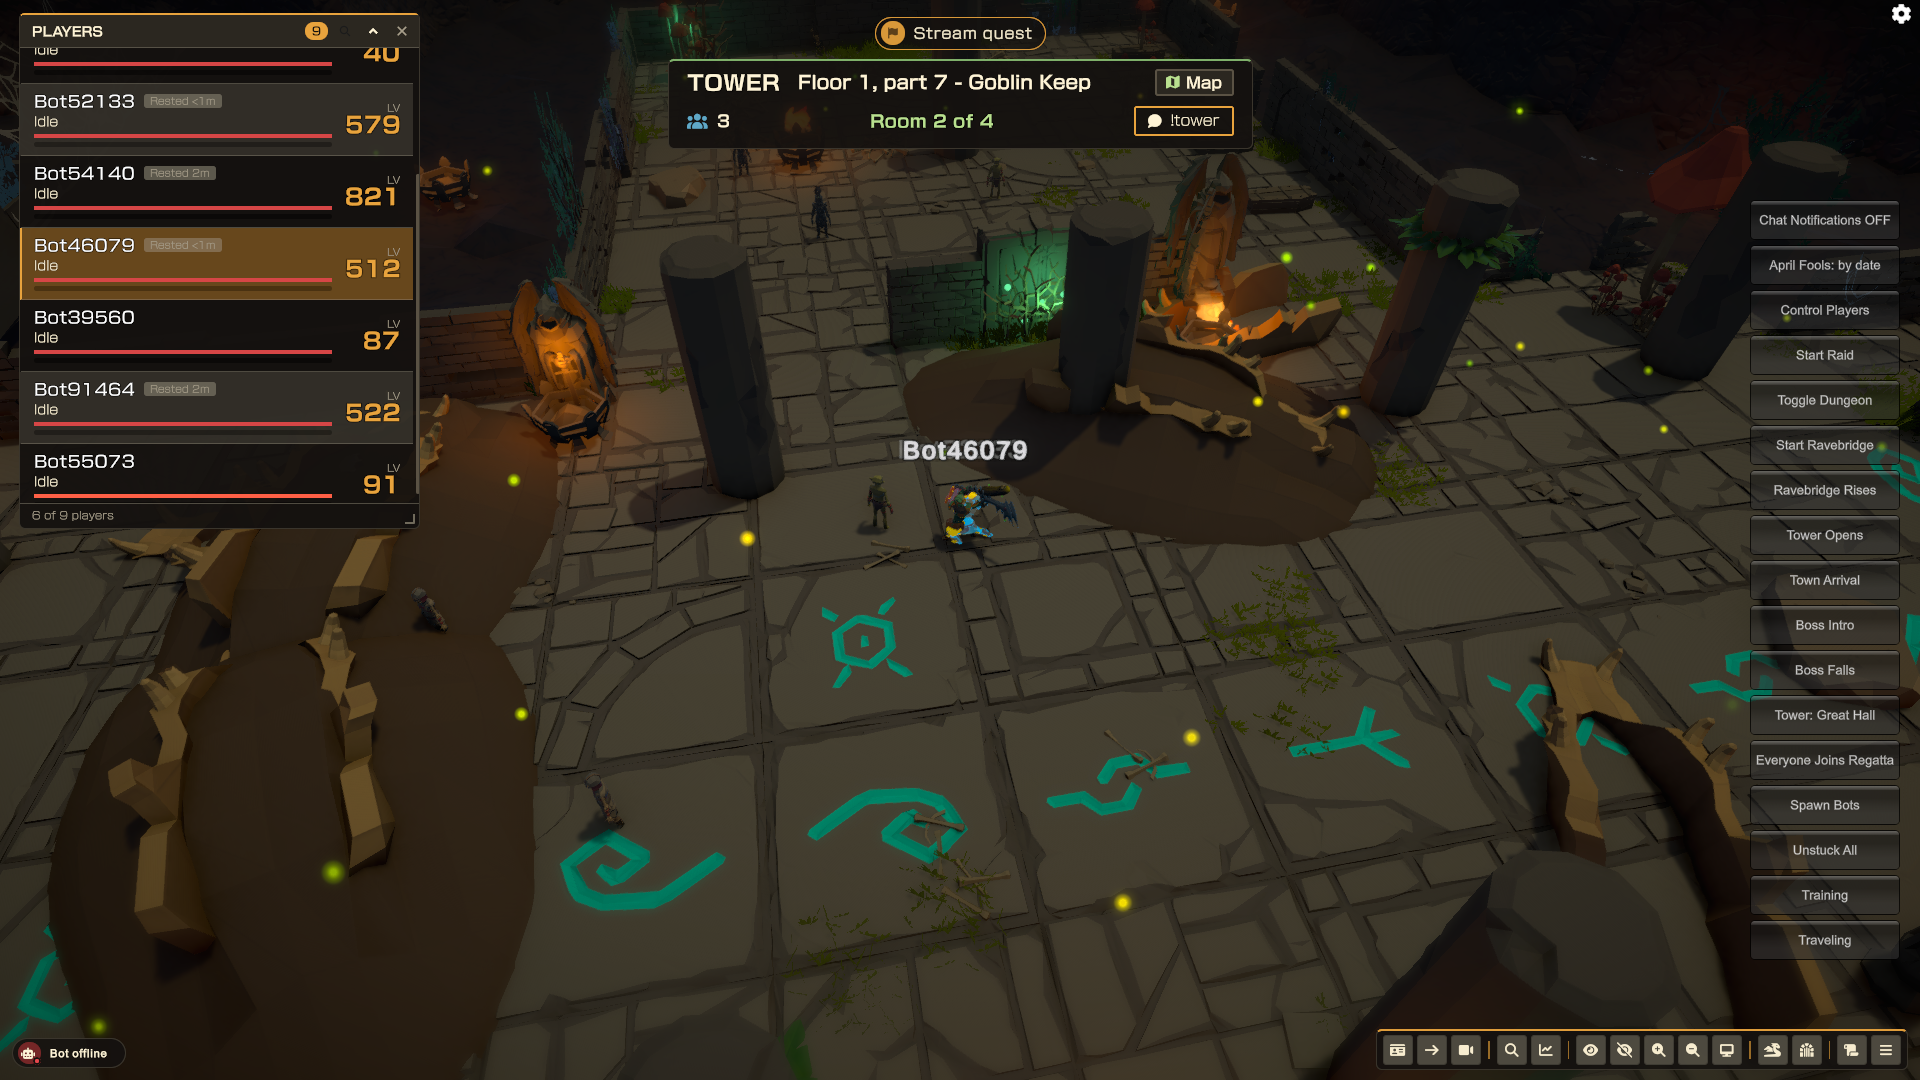 PLAYERS
9
Idle
40
Bot52133 Rested <1m
Idle
LV
579
Bot54140 Rested 2m
Idle
LV
821
Bot46079 Rested <1m
Idle
LV
512
Bot39560
Idle
LV
87
Bot91464 Rested 2m
Idle
LV
522
Bot55073
Idle
LV
91
6 of 9 players
Stream quest
TOWER Floor 1, part 7 - Goblin Keep
Map
3
Room 2 of 4
!tower
Bot46079
Chat Notifications OFF
April Fools: by date
Control Players
Start Raid
Toggle Dungeon
Start Ravebridge
Ravebridge Rises
Tower Opens
Town Arrival
Boss Intro
Boss Falls
Tower: Great Hall
Everyone Joins Regatta
Spawn Bots
Unstuck All
Training
Traveling
Bot offline